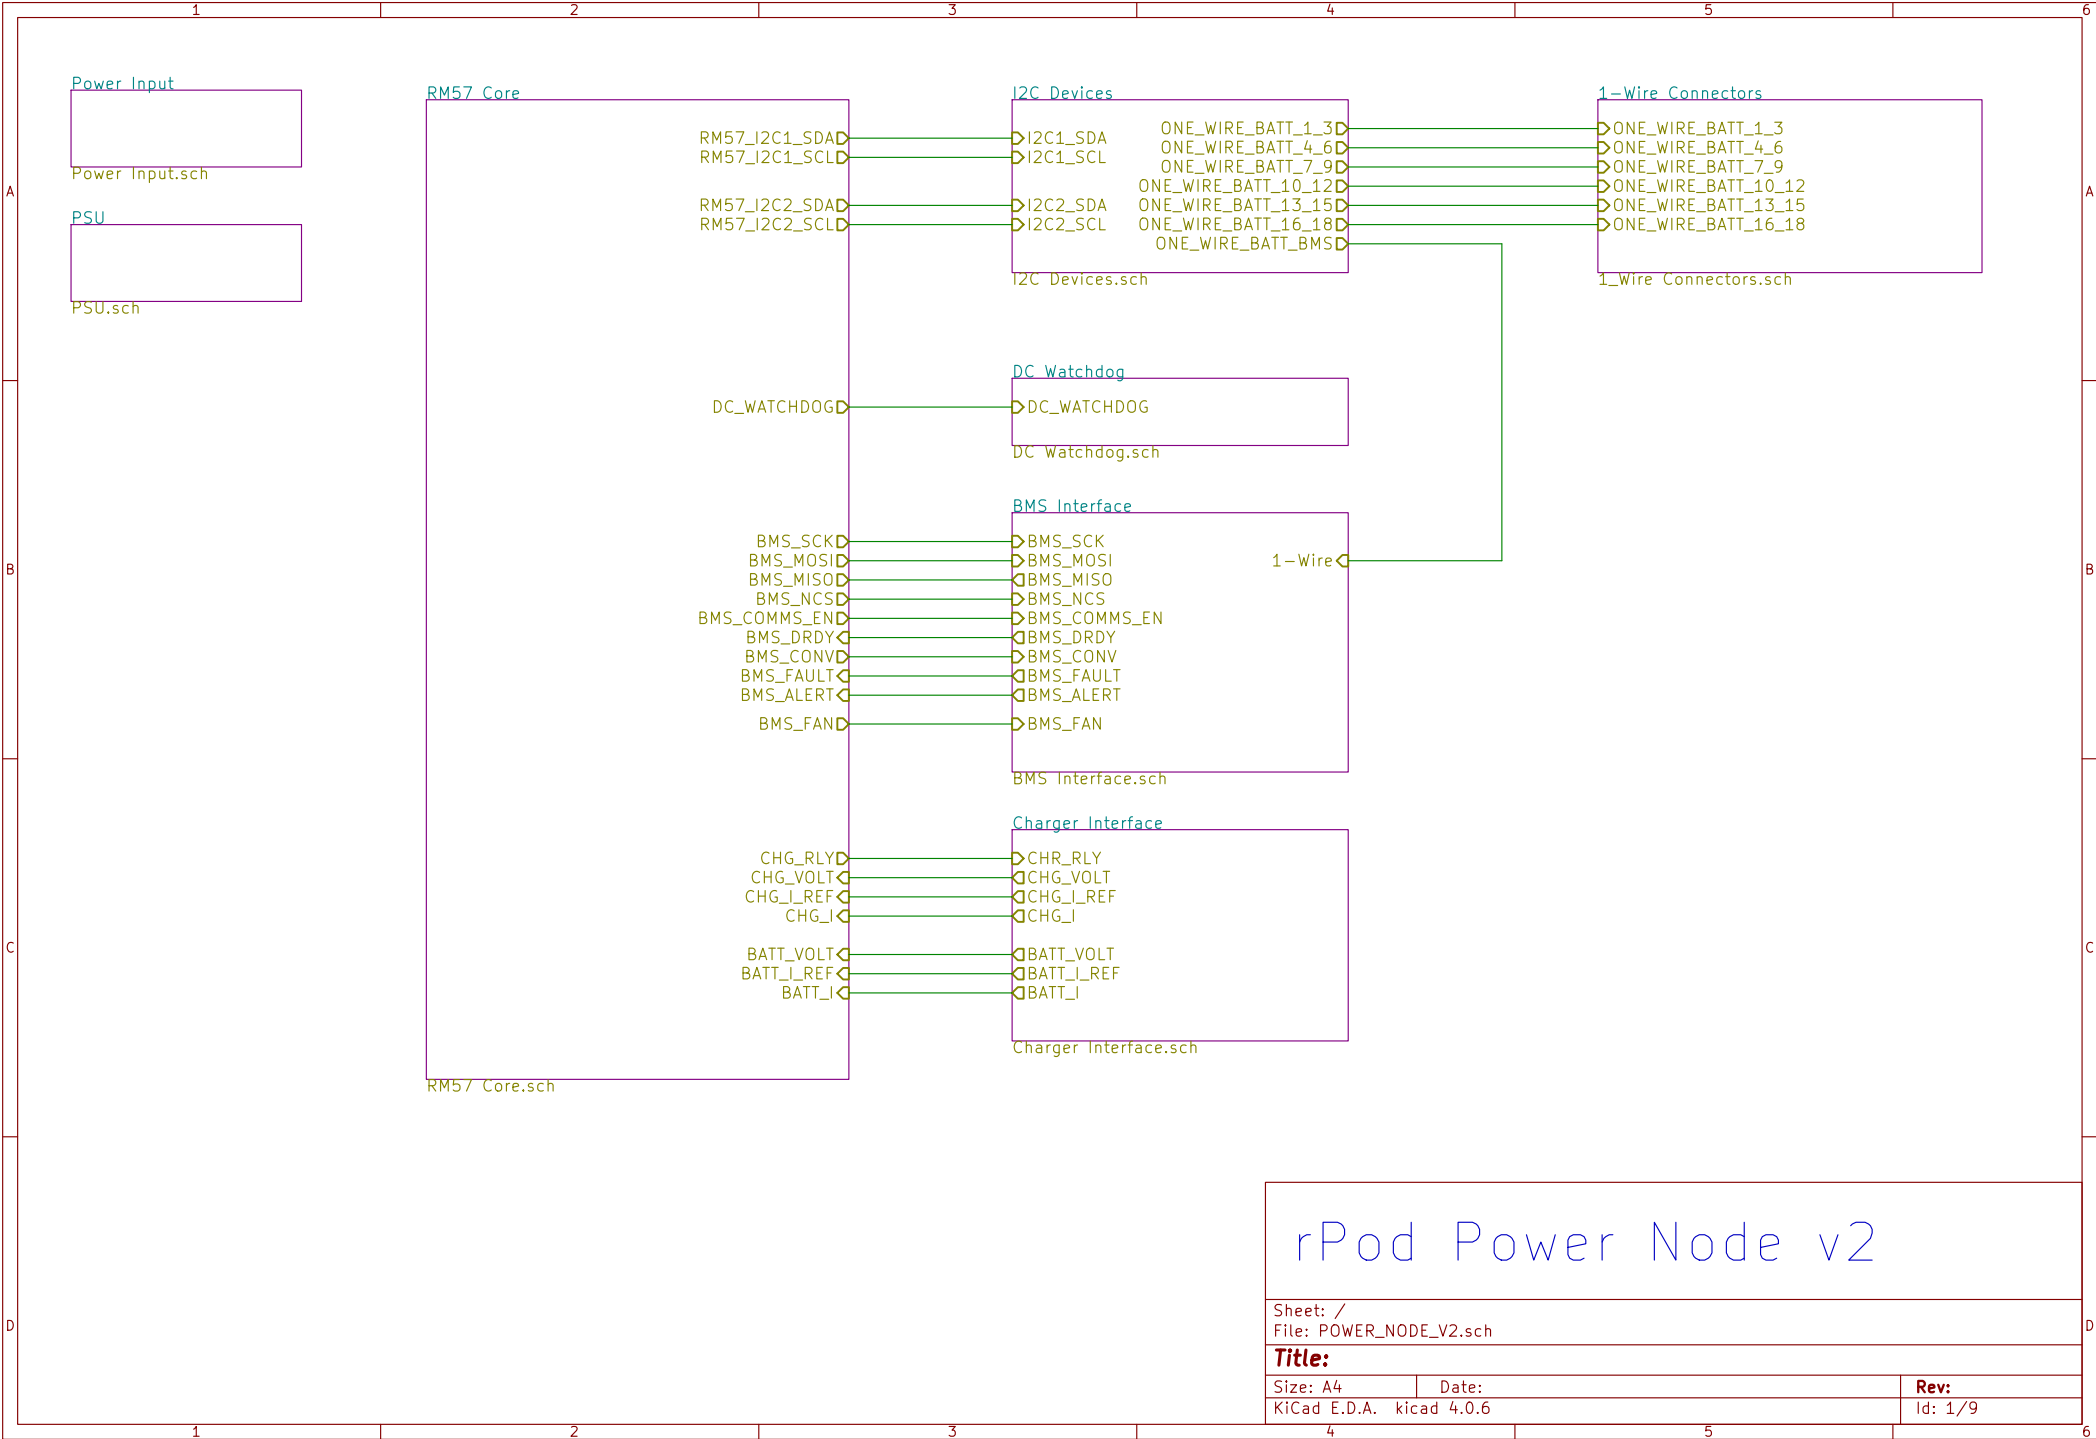 1 2 3 4 5 6
A A
B B
C C
D D
Power Input
Power Input.sch
PSU
PSU.sch
RM57 Core
RM57_I2C1_SDA
RM57_I2C1_SCL
RM57_I2C2_SDA
RM57_I2C2_SCL
DC_WATCHDOG
BMS_SCK
BMS_MOSI
BMS_MISO
BMS_NCS
BMS_COMMS_EN
BMS_DRDY
BMS_CONV
BMS_FAULT
BMS_ALERT
BMS_FAN
CHG_RLY
CHG_VOLT
CHG_I_REF
CHG_I
BATT_VOLT
BATT_I_REF
BATT_I
RM57 Core.sch
I2C Devices
I2C1_SDA
I2C1_SCL
I2C2_SDA
I2C2_SCL
ONE_WIRE_BATT_1_3
ONE_WIRE_BATT_4_6
ONE_WIRE_BATT_7_9
ONE_WIRE_BATT_10_12
ONE_WIRE_BATT_13_15
ONE_WIRE_BATT_16_18
ONE_WIRE_BATT_BMS
I2C Devices.sch
1-Wire Connectors
ONE_WIRE_BATT_1_3
ONE_WIRE_BATT_4_6
ONE_WIRE_BATT_7_9
ONE_WIRE_BATT_10_12
ONE_WIRE_BATT_13_15
ONE_WIRE_BATT_16_18
1_Wire Connectors.sch
DC Watchdog
DC_WATCHDOG
DC Watchdog.sch
BMS Interface
BMS_SCK
BMS_MOSI
BMS_MISO
BMS_NCS
BMS_COMMS_EN
BMS_DRDY
BMS_CONV
BMS_FAULT
BMS_ALERT
BMS_FAN
1-Wire
BMS Interface.sch
Charger Interface
CHR_RLY
CHG_VOLT
CHG_I_REF
CHG_I
BATT_VOLT
BATT_I_REF
BATT_I
Charger Interface.sch
rPod Power Node v2
Sheet: /
File: POWER_NODE_V2.sch
Title:
Size: A4 Date: Rev:
KiCad E.D.A. kicad 4.0.6 Id: 1/9
1 2 3 4 5 6